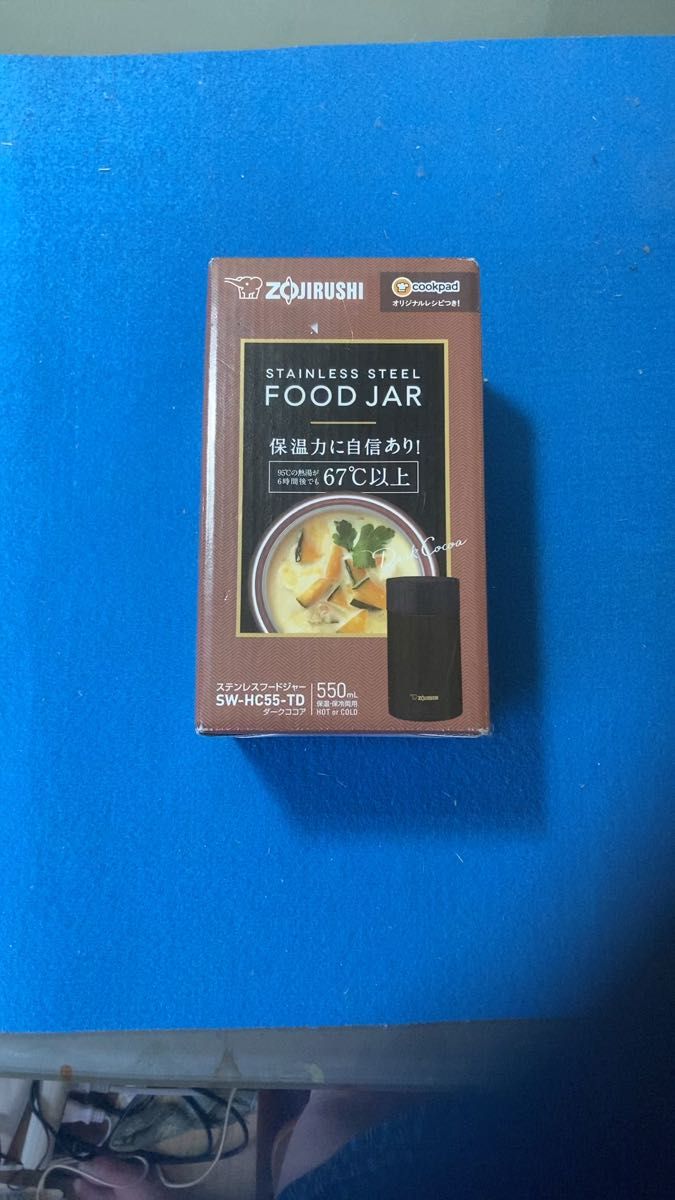 ZOJIRUSHI
cookpad
オリジナルレシピつき!
STAINLESS STEEL
FOOD JAR
保温力に自信あり!
95℃の熱湯が
6時間後でも 67℃以上
Dark Cocoa
ZOJIRUSHI
ステンレスフードジャー
SW-HC55-TD
ダークココア
550mL
保温・保冷両用
HOT or COLD